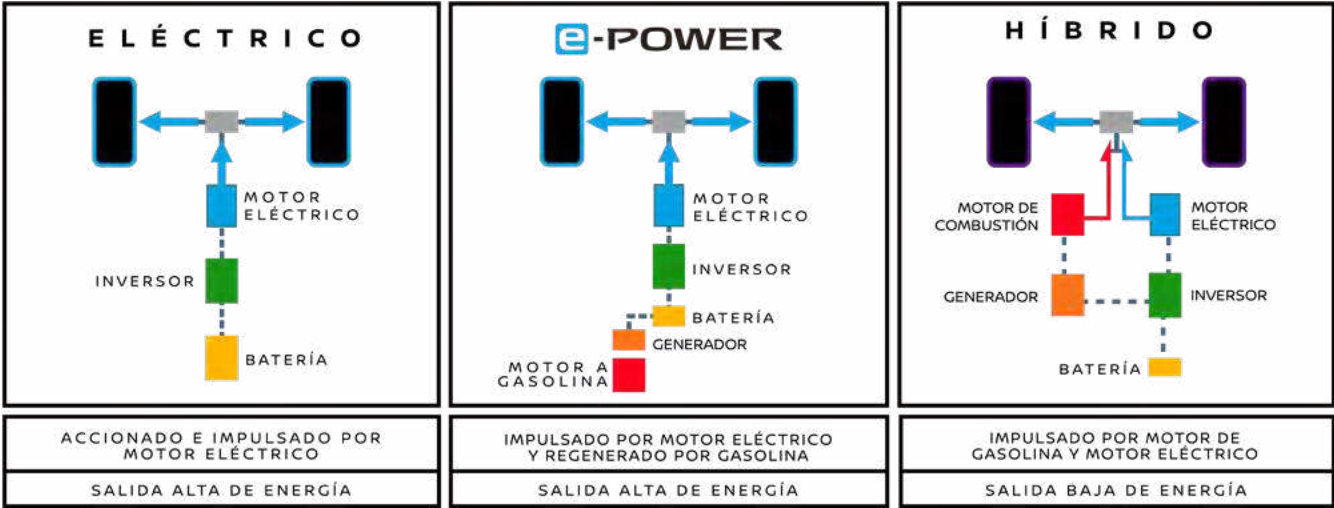 ELÉCTRICO
MOTOR
ELÉCTRICO
INVERSOR
BATERÍA
ACCIONADO E IMPULSADO POR
MOTOR ELÉCTRICO
SALIDA ALTA DE ENERGÍA
e-POWER
MOTOR
ELÉCTRICO
INVERSOR
BATERÍA
GENERADOR
MOTOR A
GASOLINA
IMPULSADO POR MOTOR ELÉCTRICO
Y REGENERADO POR GASOLINA
SALIDA ALTA DE ENERGÍA
HÍBRIDO
MOTOR DE
COMBUSTIÓN
MOTOR
ELÉCTRICO
GENERADOR
INVERSOR
BATERÍA
IMPULSADO POR MOTOR DE
GASOLINA Y MOTOR ELÉCTRICO
SALIDA BAJA DE ENERGÍA